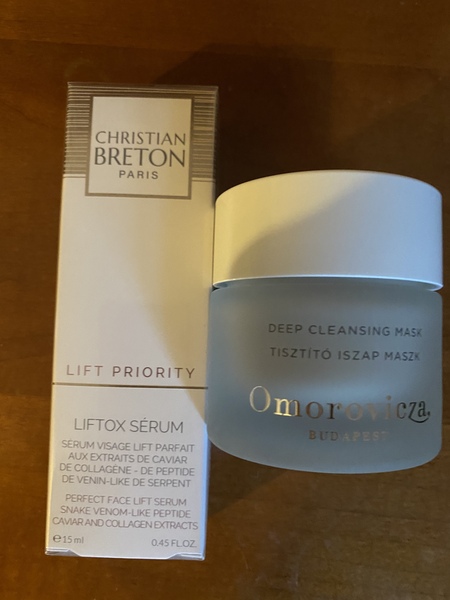 CHRISTIAN
BRETON
PARIS
LIFT PRIORITY
LIFTOX SÉRUM
SÉRUM VISAGE LIFT PARFAIT
AUX EXTRAITS DE CAVIAR
DE COLLAGÈNE - DE PEPTIDE
DE VENIN-LIKE DE SERPENT
PERFECT FACE LIFT SERUM
SNAKE VENOM-LIKE PEPTIDE
CAVIAR AND COLLAGEN EXTRACTS
℮ 15 ml 0.45 FL.OZ.
DEEP CLEANSING MASK
TISZTÍTÓ ISZAP MASZK
Omorovicza
BUDAPEST